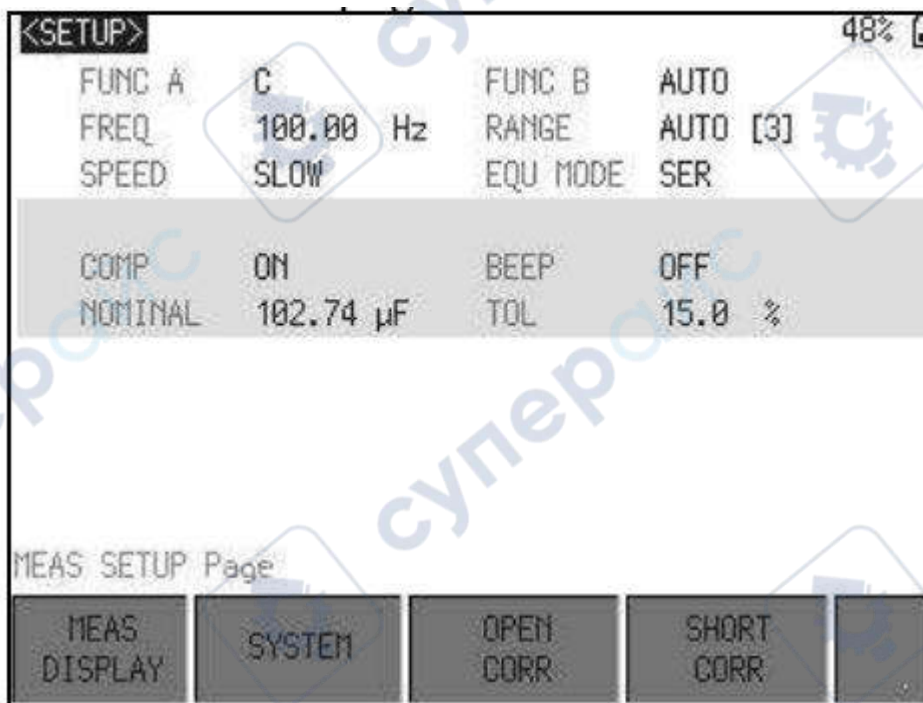 <SETUP> 48%
FUNC A C FUNC B AUTO
FREQ 100.00 Hz RANGE AUTO [3]
SPEED SLOW EQU MODE SER
COMP ON BEEP OFF
NOMINAL 102.74 µF TOL 15.0 %
MEAS SETUP Page
MEAS DISPLAY
SYSTEM
OPEN CORR
SHORT CORR
суперайс